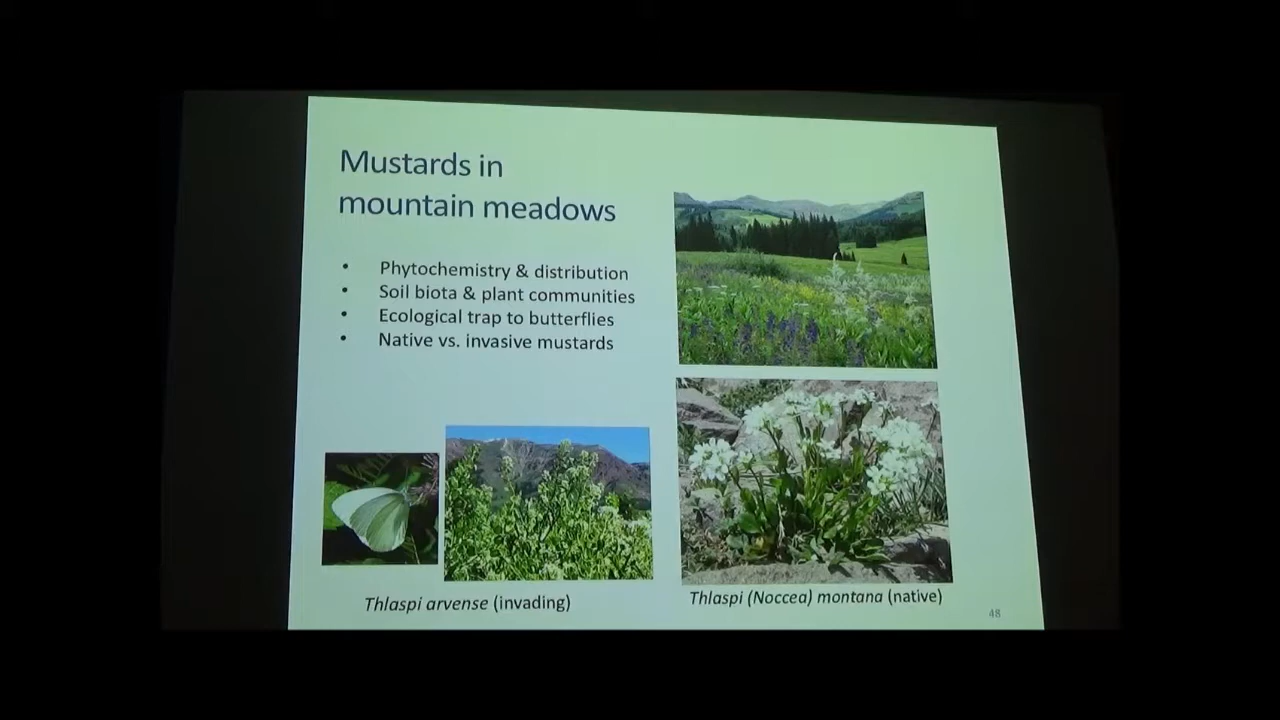 Mustards in
mountain meadows
• Phytochemistry & distribution
• Soil biota & plant communities
• Ecological trap to butterflies
• Native vs. invasive mustards
Thlaspi arvense (invading)
Thlaspi (Noccea) montana (native)
48